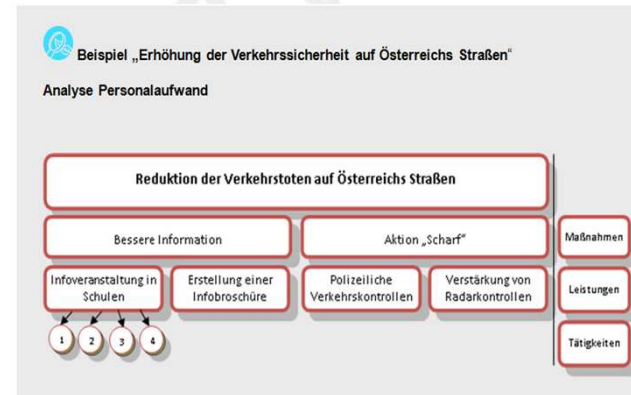 Beispiel „Erhöhung der Verkehrssicherheit auf Österreichs Straßen“
Analyse Personalaufwand
Reduktion der Verkehrstoten auf Österreichs Straßen
Bessere Information
Aktion „Scharf“
Maßnahmen
Infoveranstaltung in
Schulen
Erstellung einer
Infobroschüre
Polizeiliche
Verkehrskontrollen
Verstärkung von
Radarkontrollen
Leistungen
1 2 3 4
Tätigkeiten